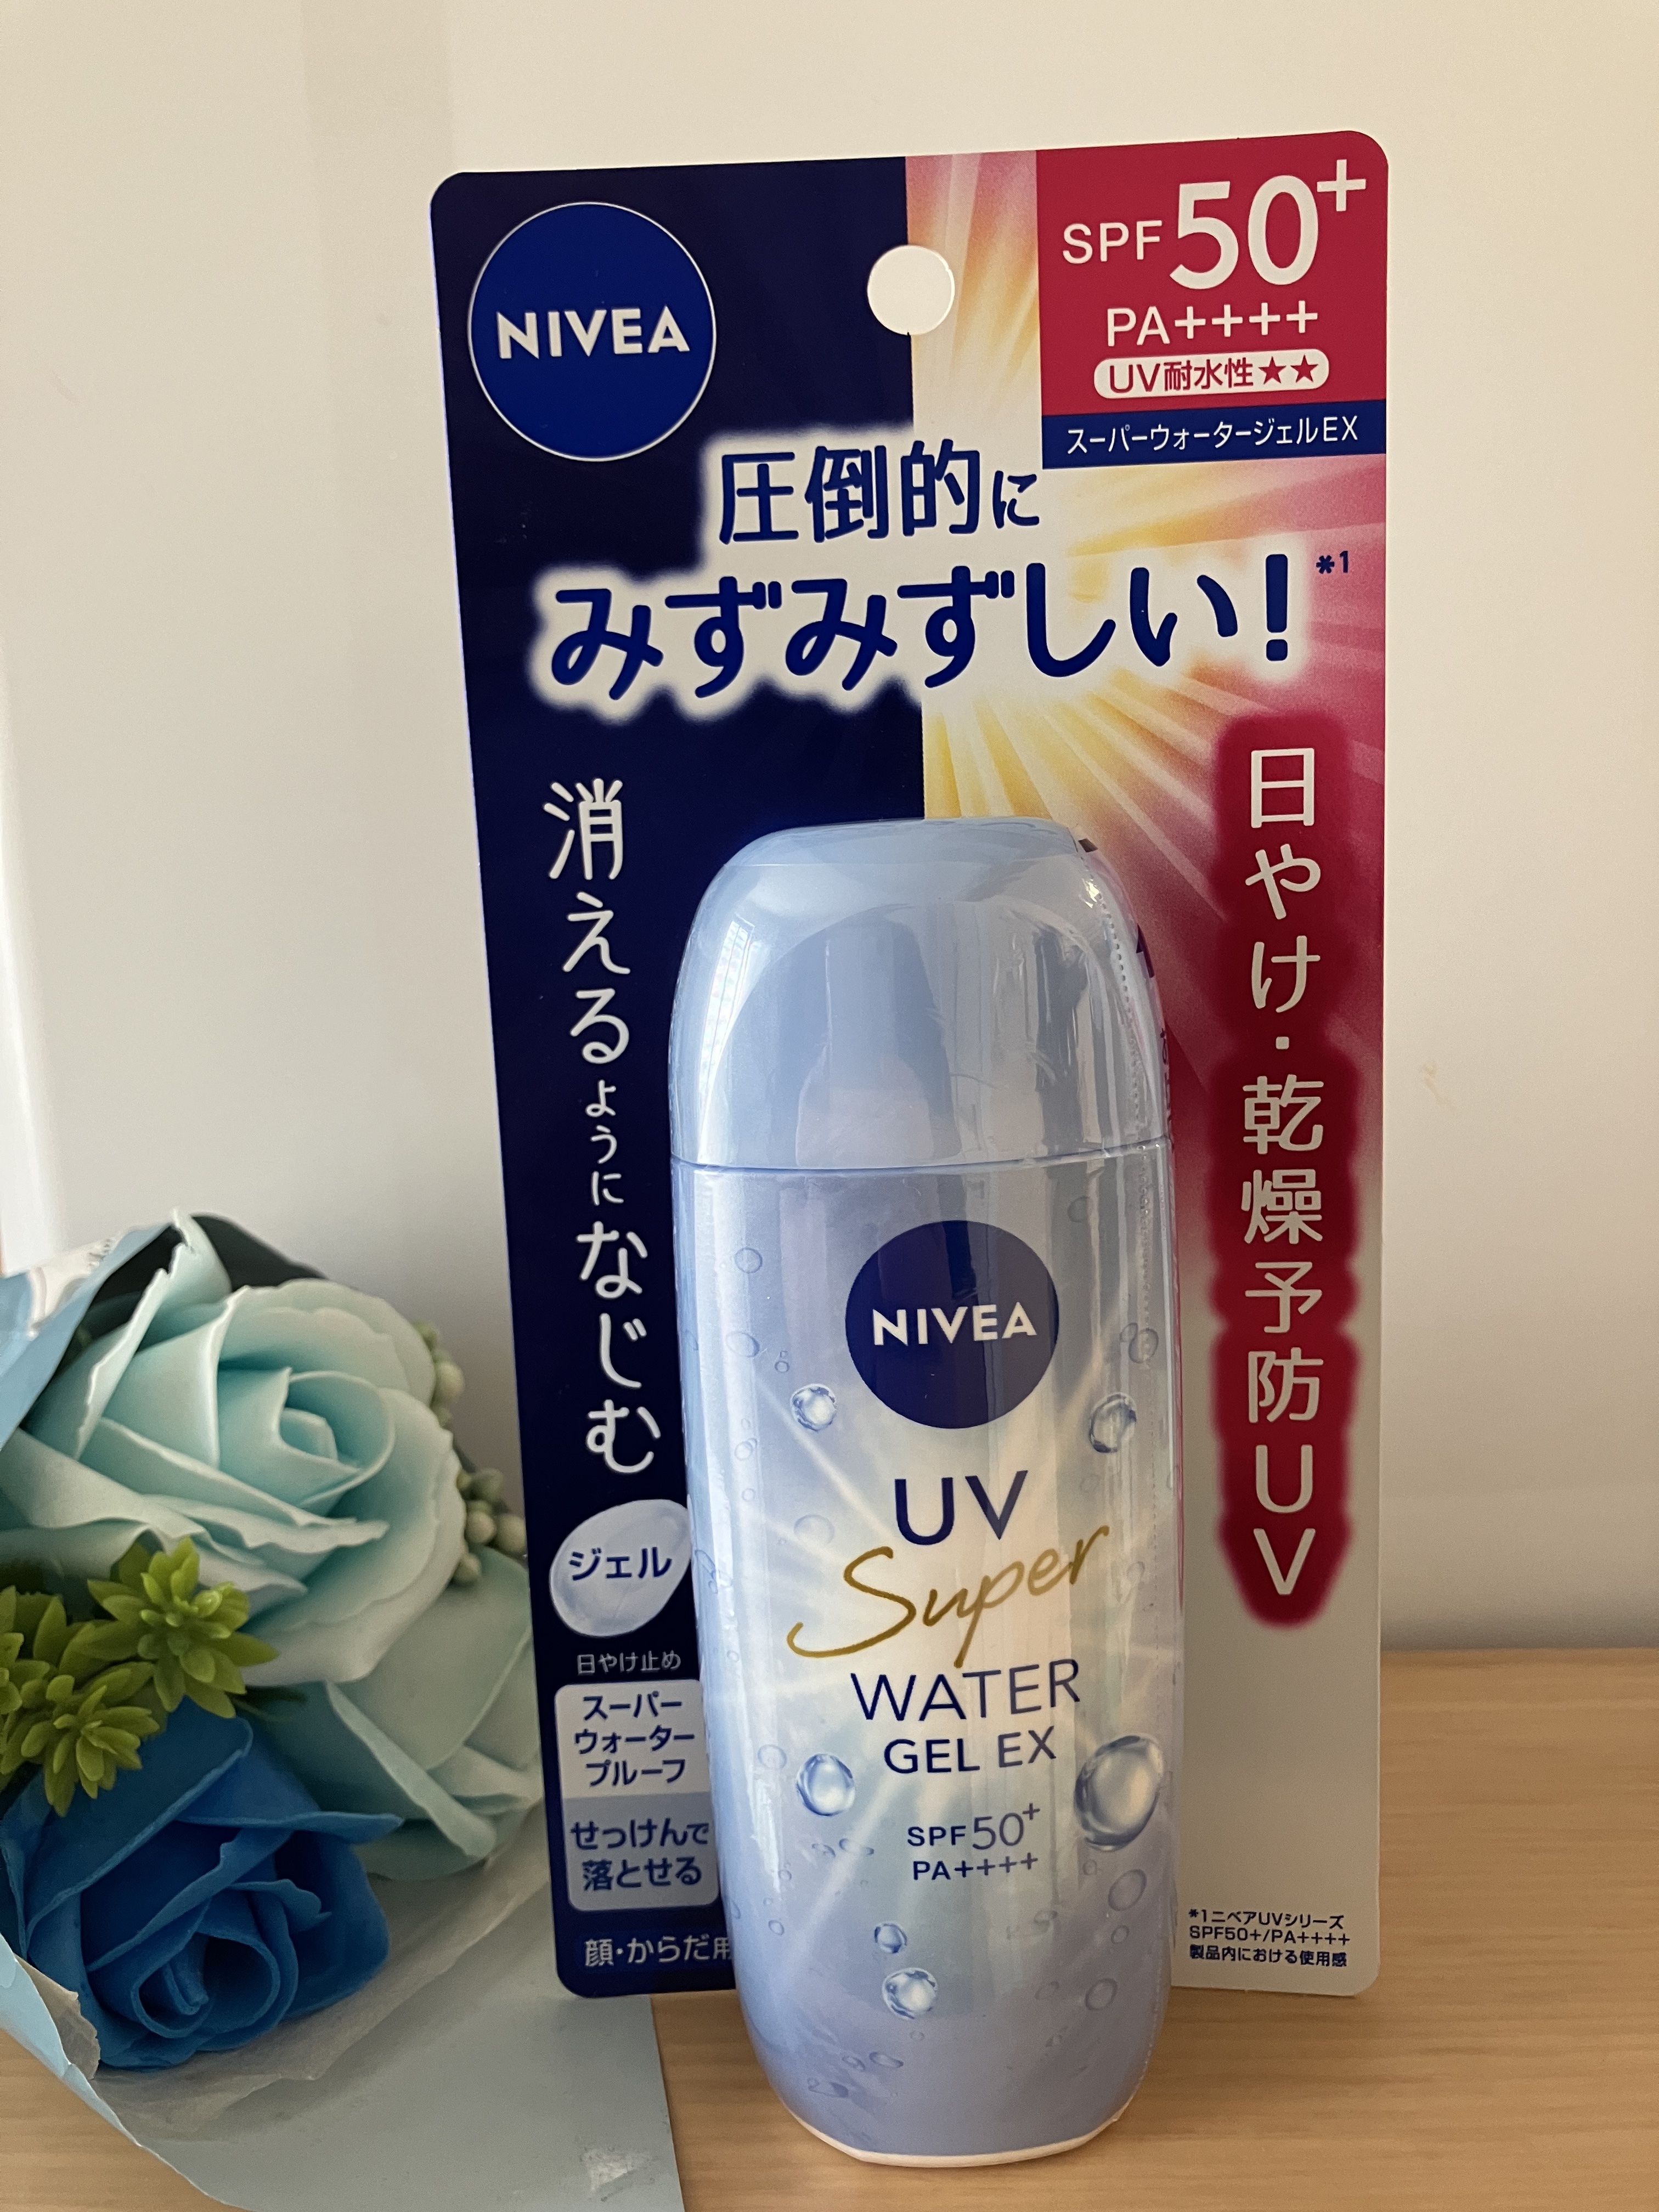 NIVEA
SPF50+
PA++++
UV耐水性★★
スーパーウォータージェルEX
圧倒的に
みずみずしい！*1
消えるようになじむ
日やけ・乾燥予防UV
ジェル
日やけ止め
スーパー
ウォーター
プルーフ
せっけんで
落とせる
顔・からだ用
NIVEA
UV
Super
WATER
GEL EX
SPF50+
PA++++
*1ニベアUVシリーズ
SPF50+/PA++++
製品内における使用感